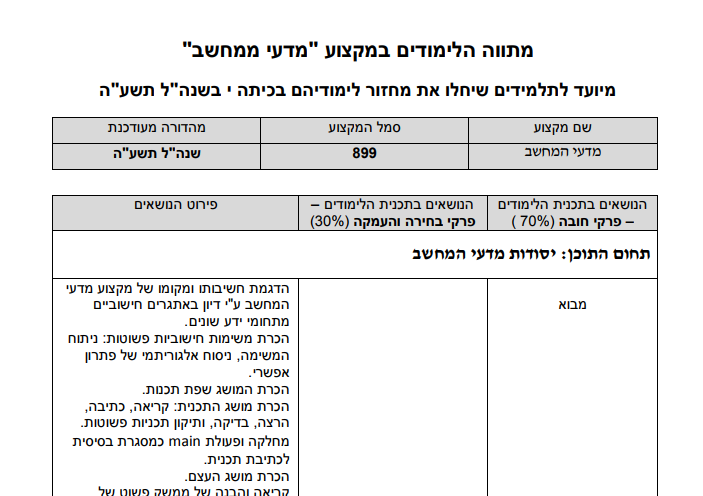 מתווה הלימודים במקצוע "מדעי ממחשב"
מיועד לתלמידים שיחלו את מחזור לימודיהם בכיתה י בשנה"ל תשע"ה
שם מקצוע סמל המקצוע מהדורה מעודכנת
מדעי המחשב 899 שנה"ל תשע"ה
הנושאים בתכנית הלימודים הנושאים בתכנית הלימודים – פירוט הנושאים
– פרקי חובה (70% ) פרקי בחירה והעמקה (30%)
תחום התוכן: יסודות מדעי המחשב
מבוא
הדגמת חשיבותו ומקומו של מקצוע מדעי
המחשב ע"י דיון באתגרים חישוביים
מתחומי ידע שונים.
הכרת משימות חישוביות פשוטות: ניתוח
המשימה, ניסוח אלגוריתמי של פתרון
אפשרי.
הכרת המושג שפת תכנות.
הכרת מושג התכנית: קריאה, כתיבה,
הרצה, בדיקה, ותיקון תכניות פשוטות.
מחלקה ופעולת main כמסגרת בסיסית
לכתיבת תכנית.
הכרת מושג העצם.
קריאה והבנה של ממשק פשוט של